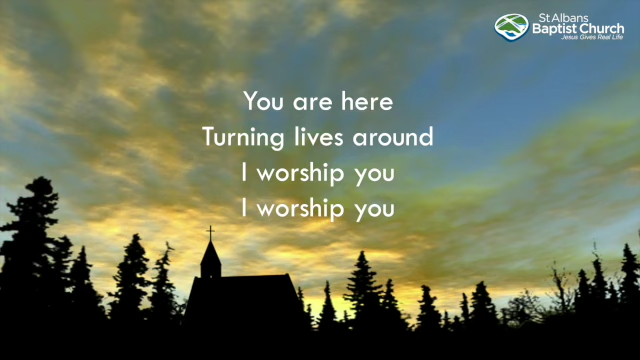 St Albans
Baptist Church
Jesus Gives Real Life
You are here
Turning lives around
I worship you
I worship you